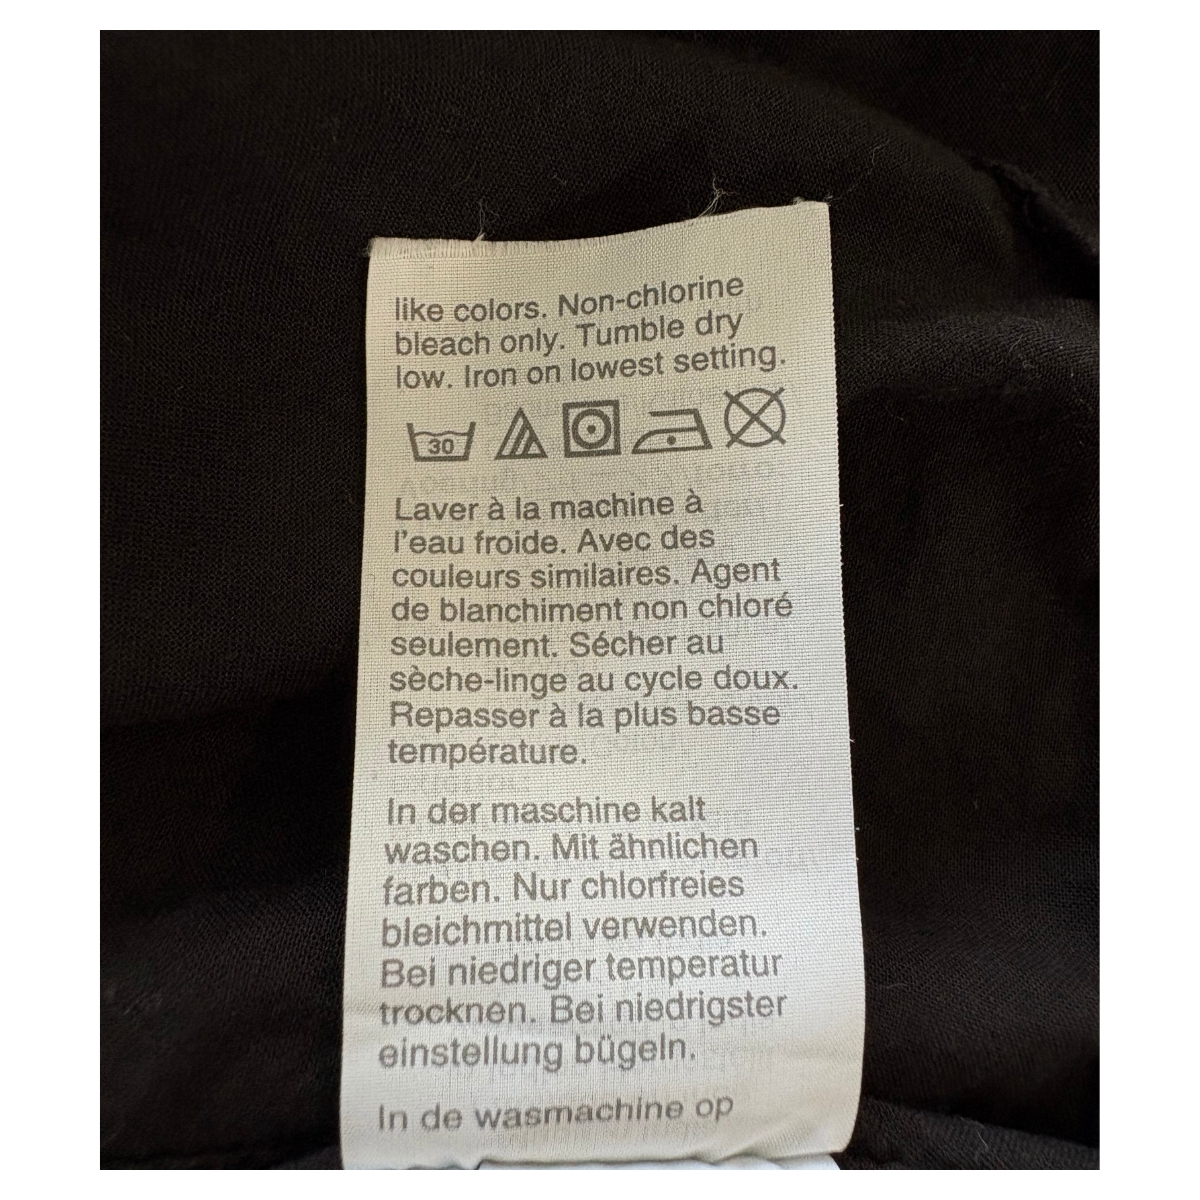 like colors. Non-chlorine
bleach only. Tumble dry
low. Iron on lowest setting.
30
Laver à la machine à
l'eau froide. Avec des
couleurs similaires. Agent
de blanchiment non chloré
seulement. Sécher au
sèche-linge au cycle doux.
Repasser à la plus basse
température.
In der maschine kalt
waschen. Mit ähnlichen
farben. Nur chlorfreies
bleichmittel verwenden.
Bei niedriger temperatur
trocknen. Bei niedrigster
einstellung bügeln.
In de wasmachine op